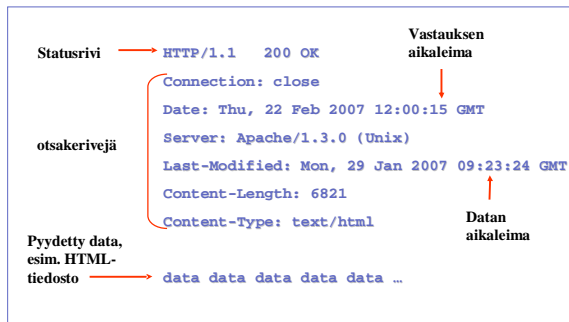 Vastauksen
aikaleima
Statusrivi
HTTP/1.1 200 OK
Connection: close
Date: Thu, 22 Feb 2007 12:00:15 GMT
Server: Apache/1.3.0 (Unix)
otsakerivejä
Last-Modified: Mon, 29 Jan 2007 09:23:24 GMT
Content-Length: 6821
Content-Type: text/html
Datan
aikaleima
Pyydetty data,
esim. HTML-
tiedosto
data data data data data …